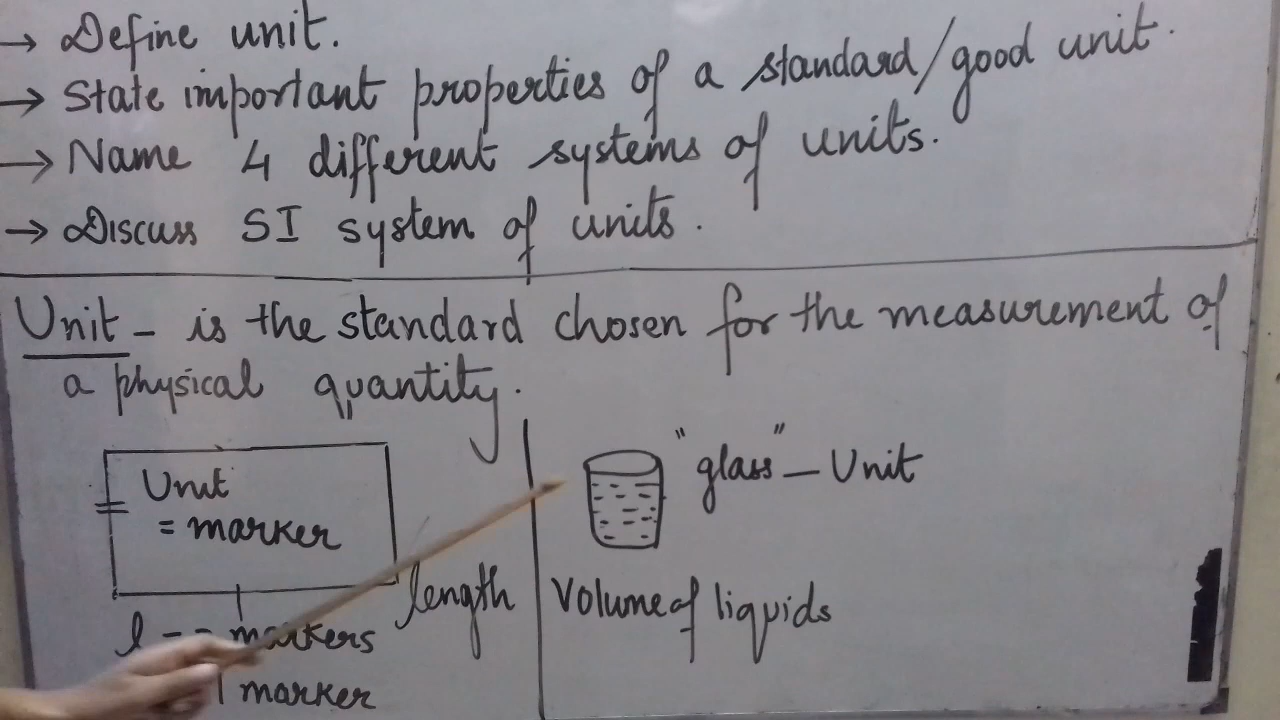 → Define unit.
→ State important properties of a standard/good unit.
→ Name 4 different systems of units.
→ Discuss SI system of units.
Unit - is the standard chosen for the measurement of
a physical quantity.
Unit
= marker
length
l - - markers
1 marker
"glass" - Unit
Volume of liquids